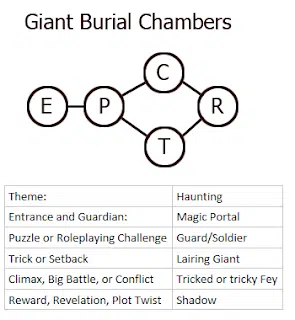 Giant Burial Chambers
C
E P R
T
Theme: Haunting
Entrance and Guardian: Magic Portal
Puzzle or Roleplaying Challenge Guard/Soldier
Trick or Setback Lairing Giant
Climax, Big Battle, or Conflict Tricked or tricky Fey
Reward, Revelation, Plot Twist Shadow